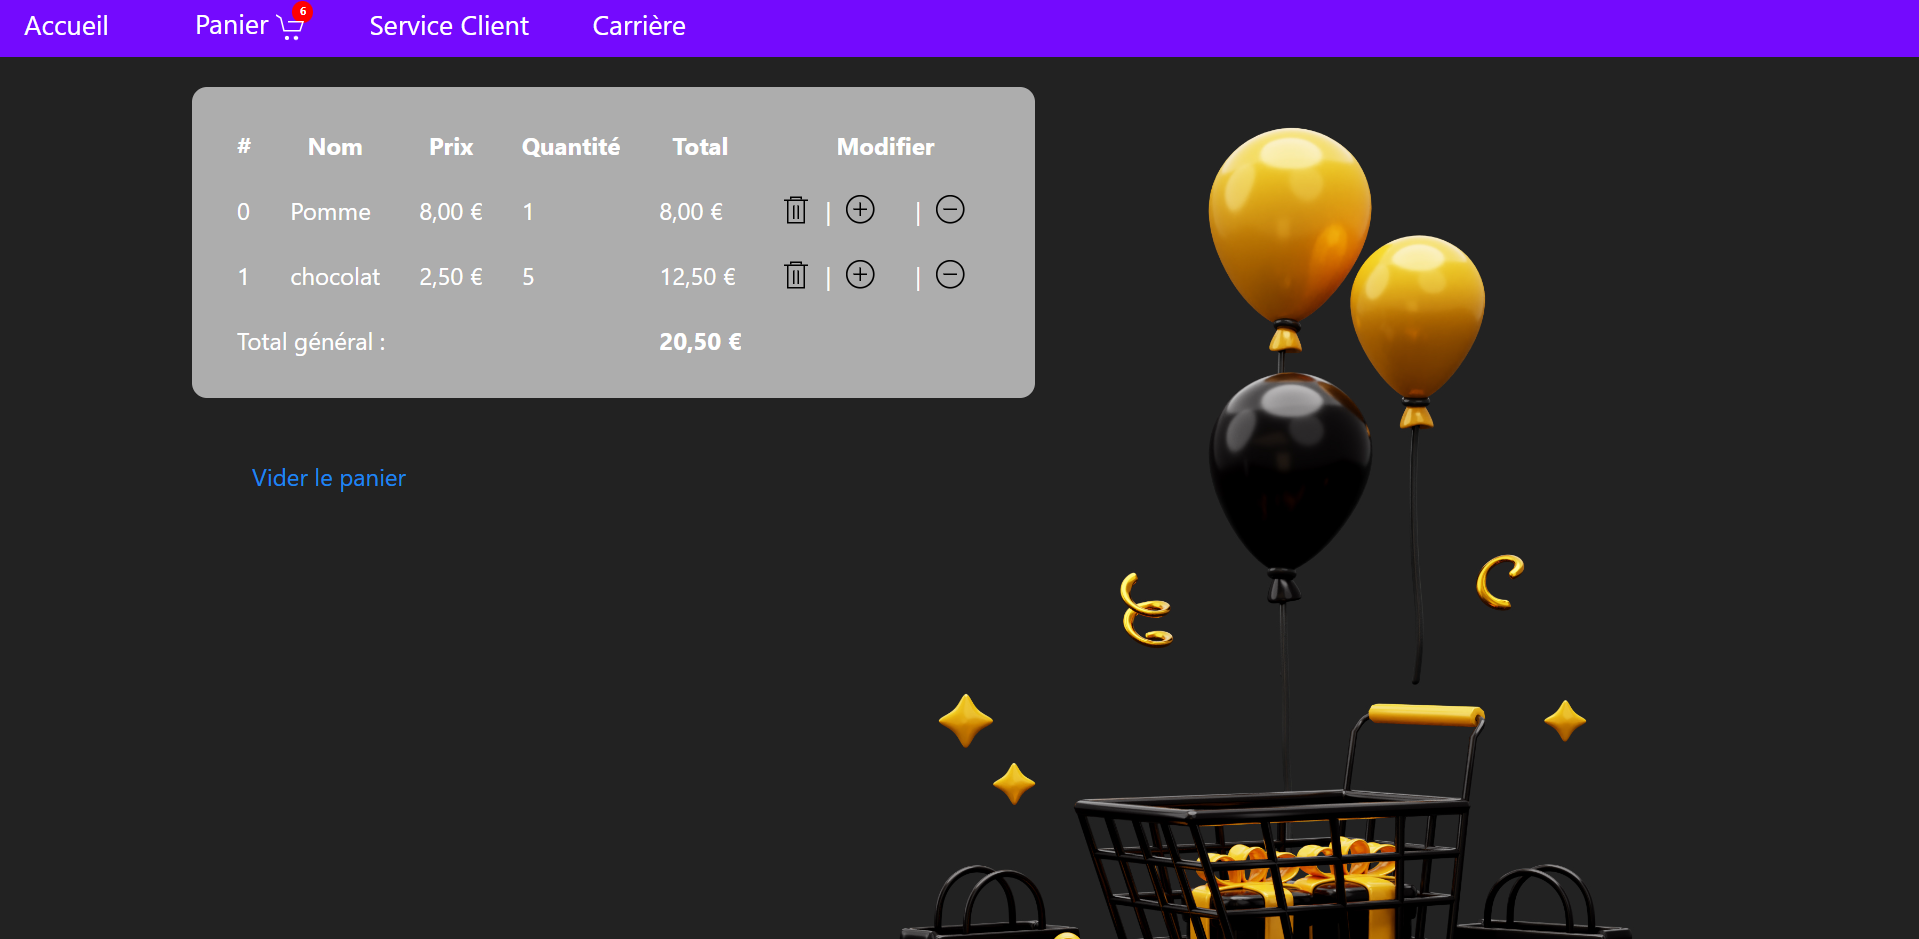 Accueil Panier 6 Service Client Carrière
# Nom Prix Quantité Total Modifier
0 Pomme 8,00 € 1 8,00 € | |
1 chocolat 2,50 € 5 12,50 € | |
Total général : 20,50 €
Vider le panier